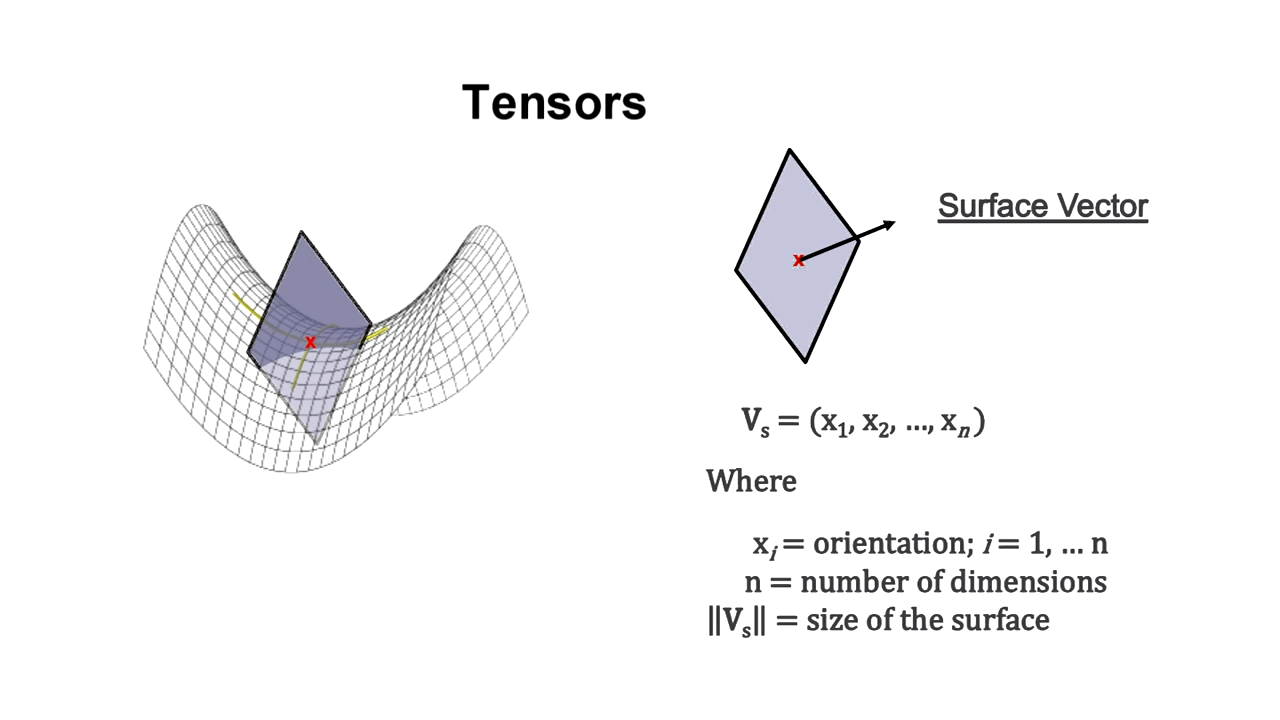 Tensors
Surface Vector
x
x
Vₛ = (x₁, x₂, ..., xₙ)
Where
xᵢ = orientation; i = 1, ... n
n = number of dimensions
‖Vₛ‖ = size of the surface